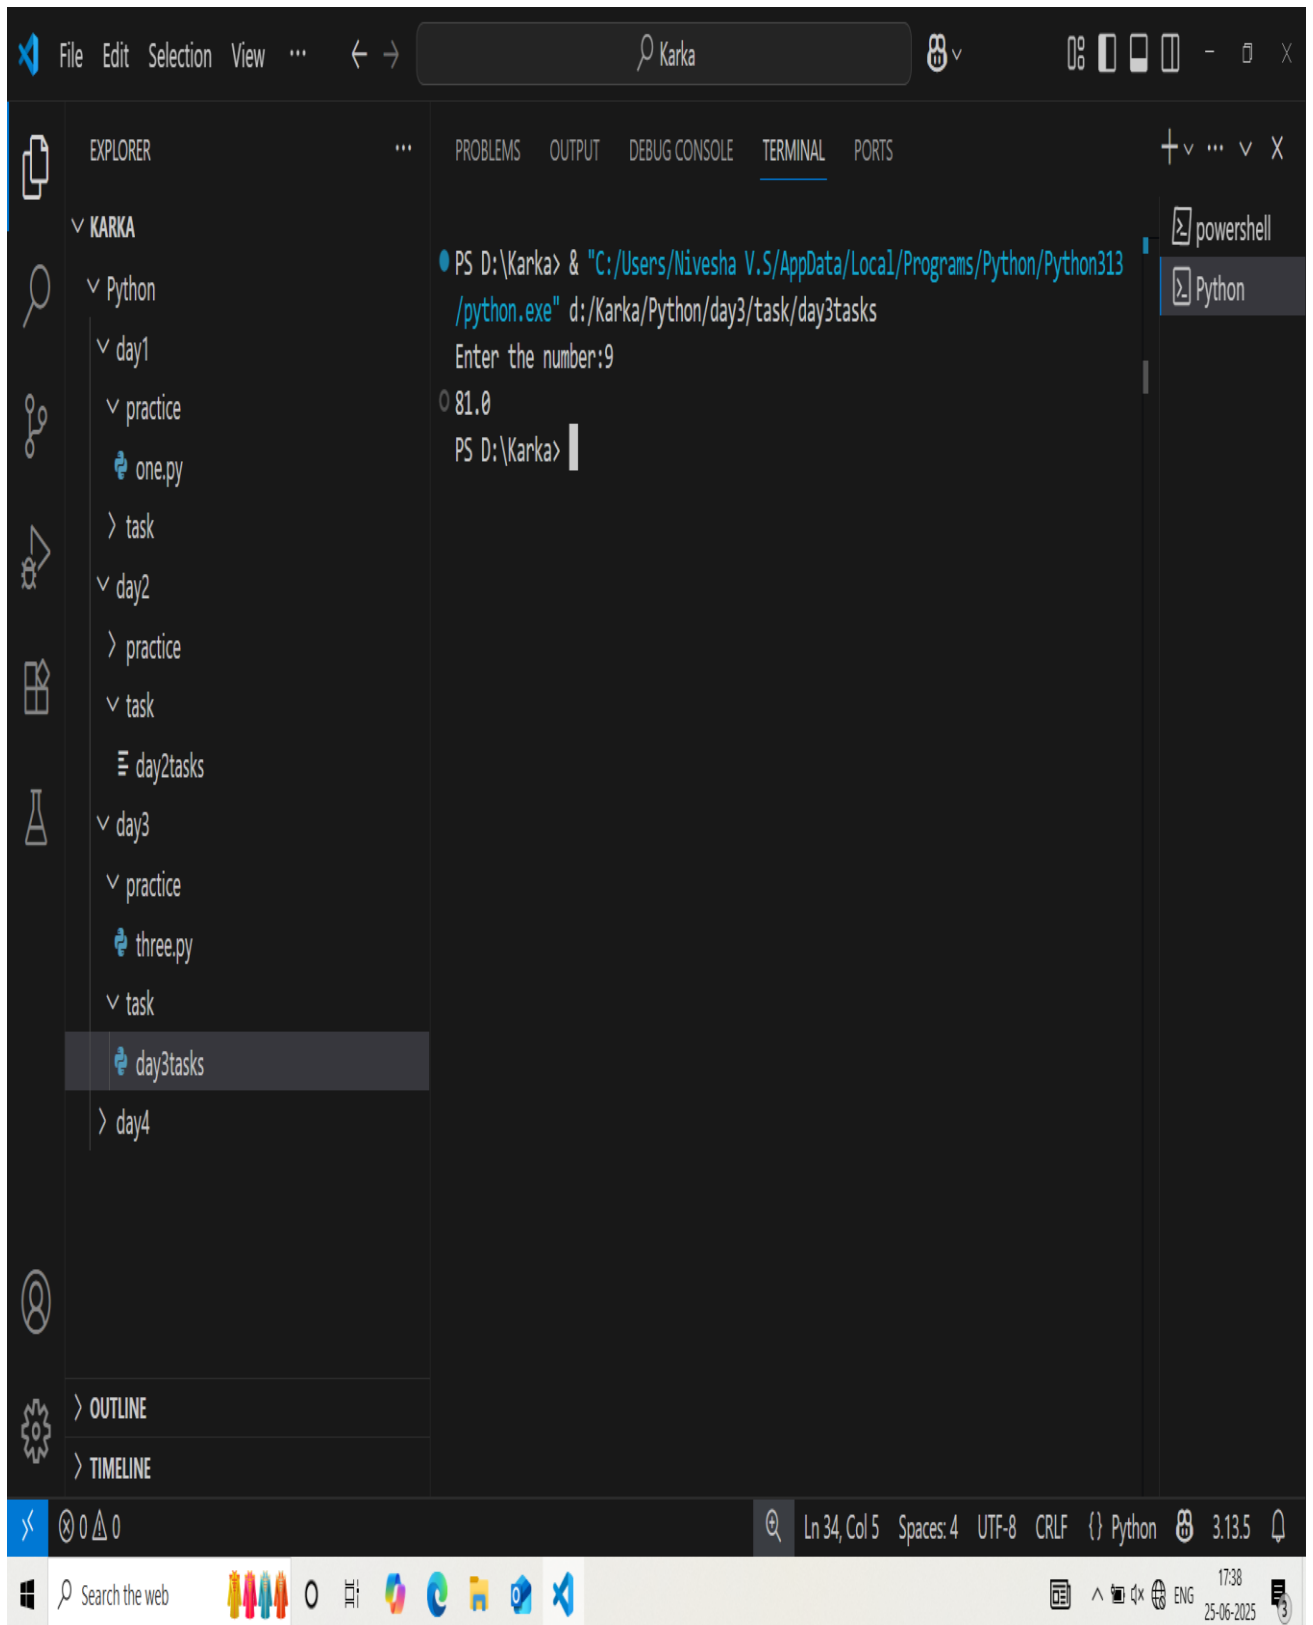 File Edit Selection View ··· Karka
EXPLORER ···
KARKA
Python
day1
practice
one.py
task
day2
practice
task
day2tasks
day3
practice
three.py
task
day3tasks
day4
OUTLINE
TIMELINE
PROBLEMS OUTPUT DEBUG CONSOLE TERMINAL PORTS
PS D:\Karka> & "C:/Users/Nivesha V.S/AppData/Local/Programs/Python/Python313
/python.exe" d:/Karka/Python/day3/task/day3tasks
Enter the number:9
81.0
PS D:\Karka>
powershell
Python
0 0 Ln 34, Col 5 Spaces: 4 UTF-8 CRLF {} Python 3.13.5
Search the web ENG 17:38
25-06-2025 3